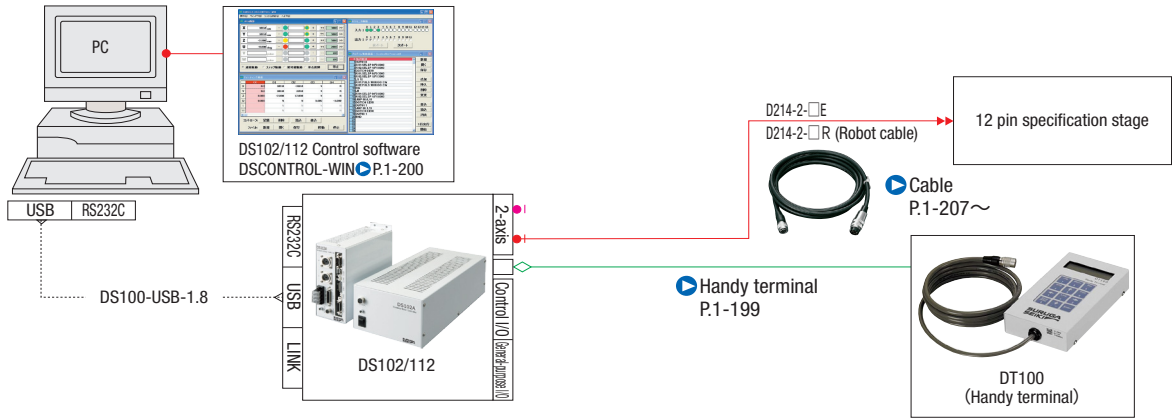 PC
DS102/112 Control software
DSCONTROL-WIN P.1-200
USB
RS232C
DS100-USB-1.8
RS232C
USB
LINK
2-axis
Control I/O
General-purpose I/O
DS102/112
D214-2-□E
D214-2-□R (Robot cable)
Cable
P.1-207～
12 pin specification stage
Handy terminal
P.1-199
SURUGA
SEIKI
DT100
(Handy terminal)